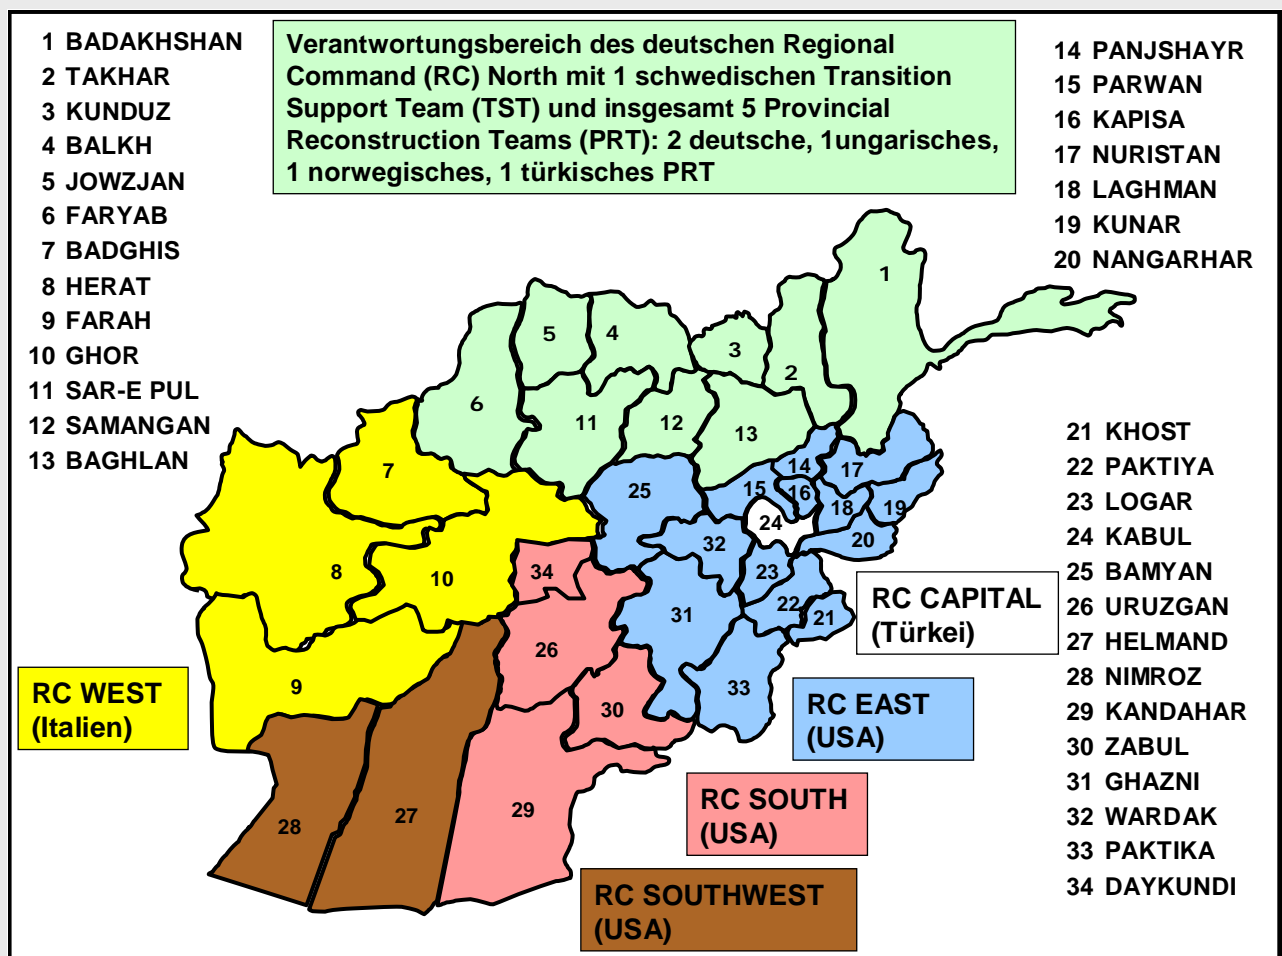 1 BADAKHSHAN
2 TAKHAR
3 KUNDUZ
4 BALKH
5 JOWZJAN
6 FARYAB
7 BADGHIS
8 HERAT
9 FARAH
10 GHOR
11 SAR-E PUL
12 SAMANGAN
13 BAGHLAN
Verantwortungsbereich des deutschen Regional
Command (RC) North mit 1 schwedischen Transition
Support Team (TST) und insgesamt 5 Provincial
Reconstruction Teams (PRT): 2 deutsche, 1ungarisches,
1 norwegisches, 1 türkisches PRT
14 PANJSHAYR
15 PARWAN
16 KAPISA
17 NURISTAN
18 LAGHMAN
19 KUNAR
20 NANGARHAR
21 KHOST
22 PAKTIYA
23 LOGAR
24 KABUL
25 BAMYAN
26 URUZGAN
27 HELMAND
28 NIMROZ
29 KANDAHAR
30 ZABUL
31 GHAZNI
32 WARDAK
33 PAKTIKA
34 DAYKUNDI
1
5
4
3
2
6
11
12
13
7
14
17
25
15
16
18
19
24
20
32
8
10
34
23
22
21
31
26
9
33
30
29
27
28
RC CAPITAL
(Türkei)
RC WEST
(Italien)
RC EAST
(USA)
RC SOUTH
(USA)
RC SOUTHWEST
(USA)